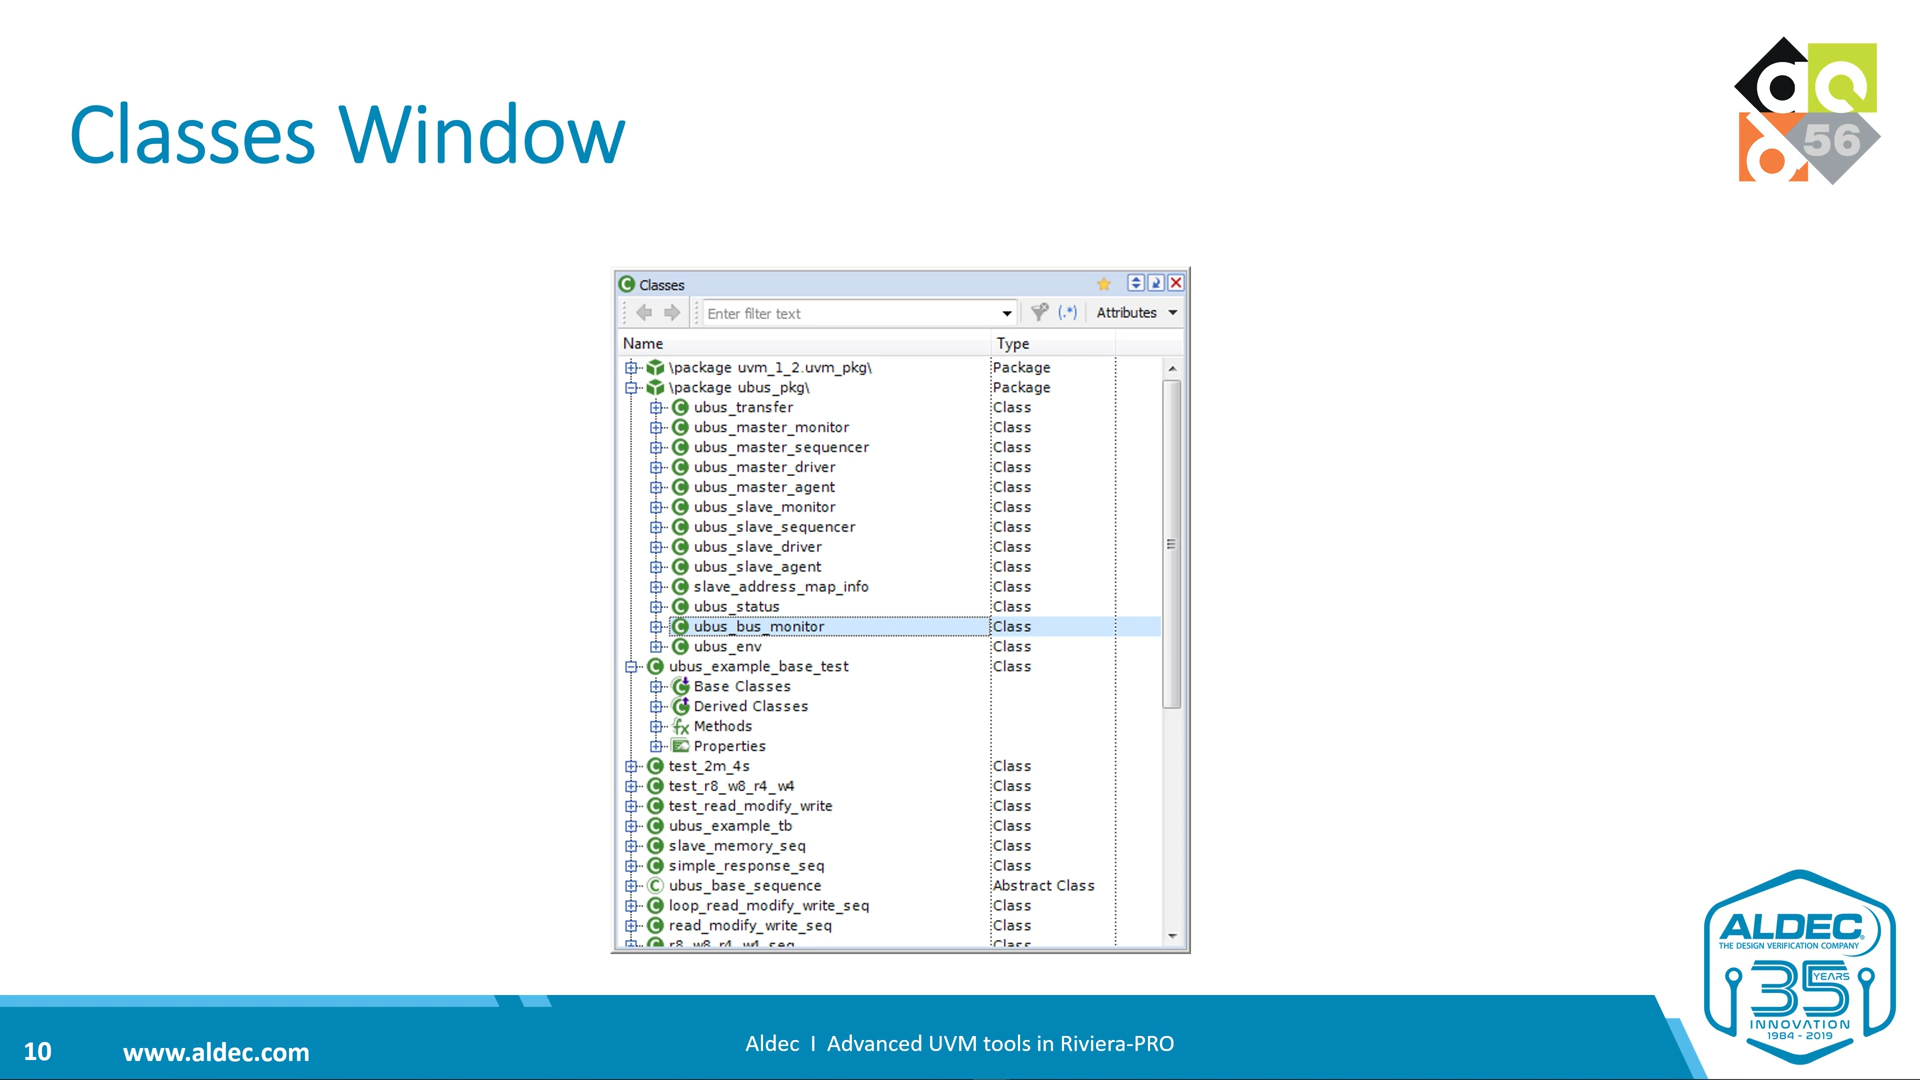 Classes Window
56
Classes
Enter filter text
(.*)
Attributes
Name Type
\package uvm_1_2.uvm_pkg\ Package
\package ubus_pkg\ Package
ubus_transfer Class
ubus_master_monitor Class
ubus_master_sequencer Class
ubus_master_driver Class
ubus_master_agent Class
ubus_slave_monitor Class
ubus_slave_sequencer Class
ubus_slave_driver Class
ubus_slave_agent Class
slave_address_map_info Class
ubus_status Class
ubus_bus_monitor Class
ubus_env Class
ubus_example_base_test Class
Base Classes
Derived Classes
Methods
Properties
test_2m_4s Class
test_r8_w8_r4_w4 Class
test_read_modify_write Class
ubus_example_tb Class
slave_memory_seq Class
simple_response_seq Class
ubus_base_sequence Abstract Class
loop_read_modify_write_seq Class
read_modify_write_seq Class
r8_w8_r4_w4_seq Class
ALDEC®
THE DESIGN VERIFICATION COMPANY
35 YEARS
INNOVATION
1984 - 2019
10
www.aldec.com
Aldec I Advanced UVM tools in Riviera-PRO